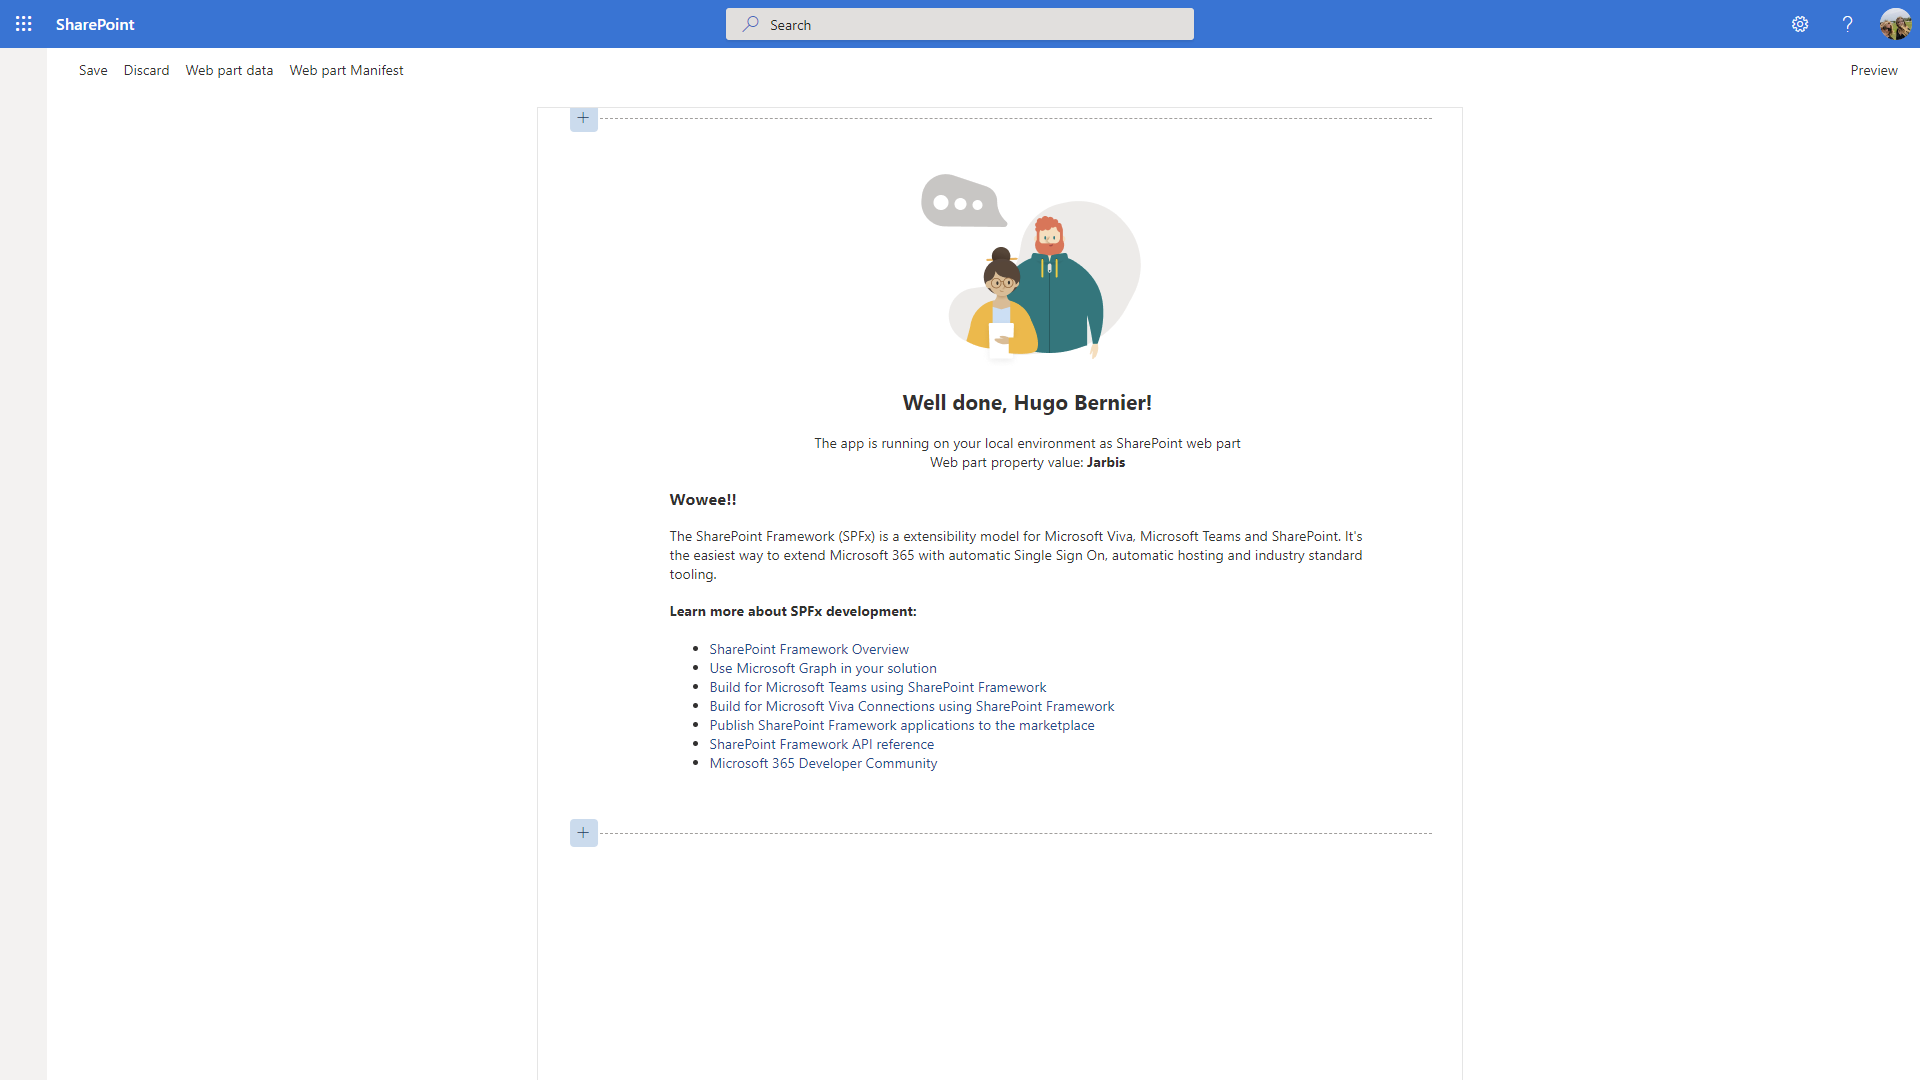 SharePoint
Search
Save
Discard
Web part data
Web part Manifest
Preview
Well done, Hugo Bernier!
The app is running on your local environment as SharePoint web part
Web part property value: Jarbis
Wowee!!
The SharePoint Framework (SPFx) is a extensibility model for Microsoft Viva, Microsoft Teams and SharePoint. It's
the easiest way to extend Microsoft 365 with automatic Single Sign On, automatic hosting and industry standard
tooling.
Learn more about SPFx development:
SharePoint Framework Overview
Use Microsoft Graph in your solution
Build for Microsoft Teams using SharePoint Framework
Build for Microsoft Viva Connections using SharePoint Framework
Publish SharePoint Framework applications to the marketplace
SharePoint Framework API reference
Microsoft 365 Developer Community